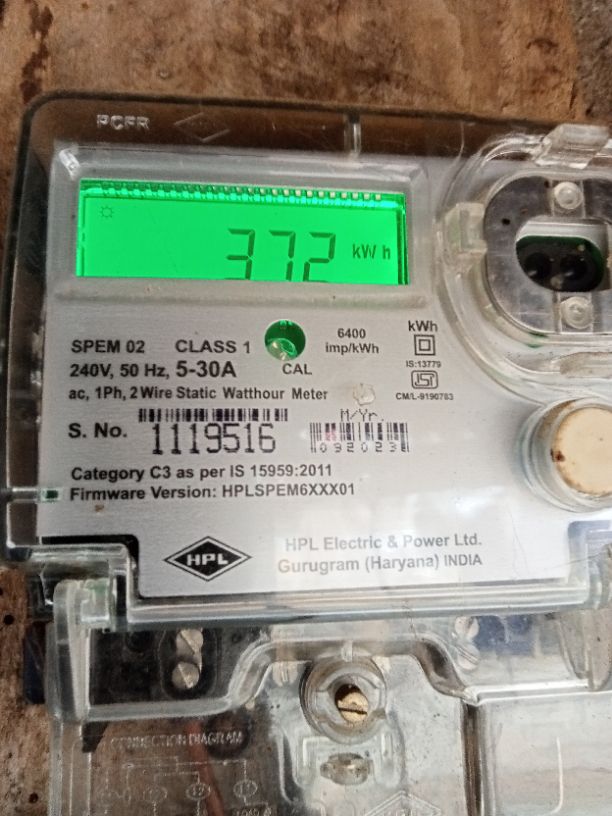 PCER
372 kWh
SPEM 02 CLASS 1
6400 imp/kWh
kWh
CAL
IS:13779
240V, 50 Hz, 5-30A
ac, 1Ph, 2 Wire Static Watthour Meter
CM/L-9190783
M/Yr.
S. No. 1119516
092023
Category C3 as per IS 15959:2011
Firmware Version: HPLSPEM6XXX01
HPL
HPL Electric & Power Ltd.
Gurugram (Haryana) INDIA
CONNECTION DIAGRAM